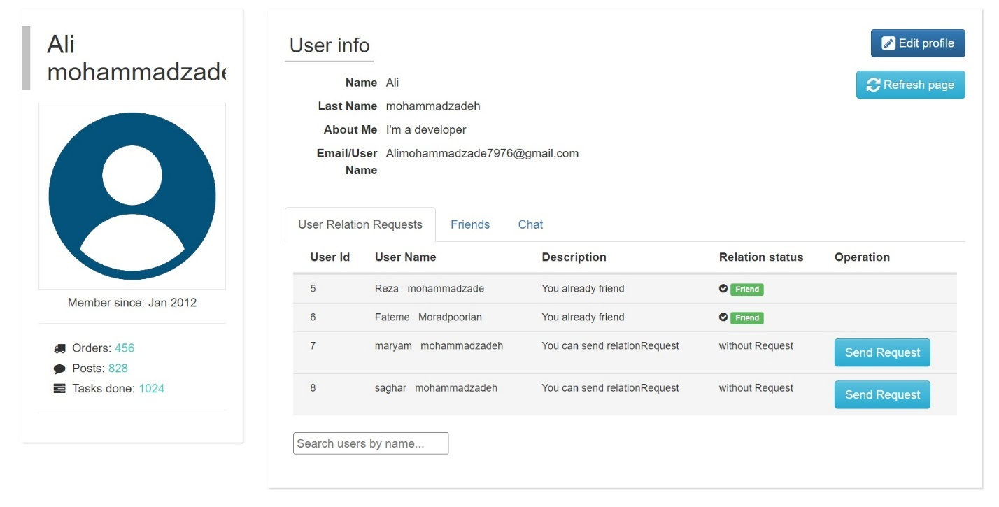 Ali
mohammadzade
Member since: Jan 2012
Orders: 456
Posts: 828
Tasks done: 1024
User info
Edit profile
Refresh page
Name Ali
Last Name mohammadzadeh
About Me I'm a developer
Email/User Alimohammadzade7976@gmail.com
Name
User Relation Requests Friends Chat
User Id User Name Description Relation status Operation
5 Reza mohammadzade You already friend Friend
6 Fateme Moradpoorian You already friend Friend
7 maryam mohammadzadeh You can send relationRequest without Request Send Request
8 saghar mohammadzadeh You can send relationRequest without Request Send Request
Search users by name...